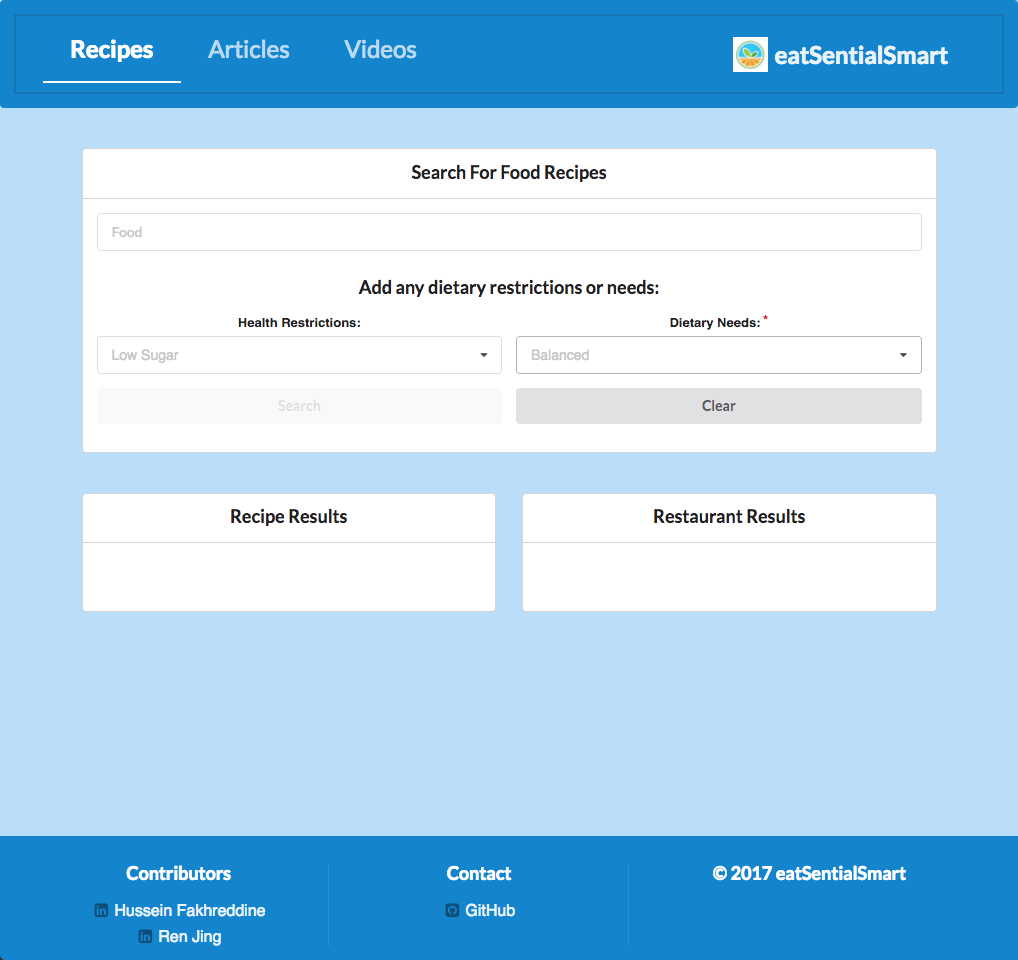 Recipes Articles Videos eatSentialSmart
Search For Food Recipes
Food
Add any dietary restrictions or needs:
Health Restrictions: Dietary Needs: *
Low Sugar Balanced
Search Clear
Recipe Results Restaurant Results
Contributors Contact © 2017 eatSentialSmart
Hussein Fakhreddine GitHub
Ren Jing